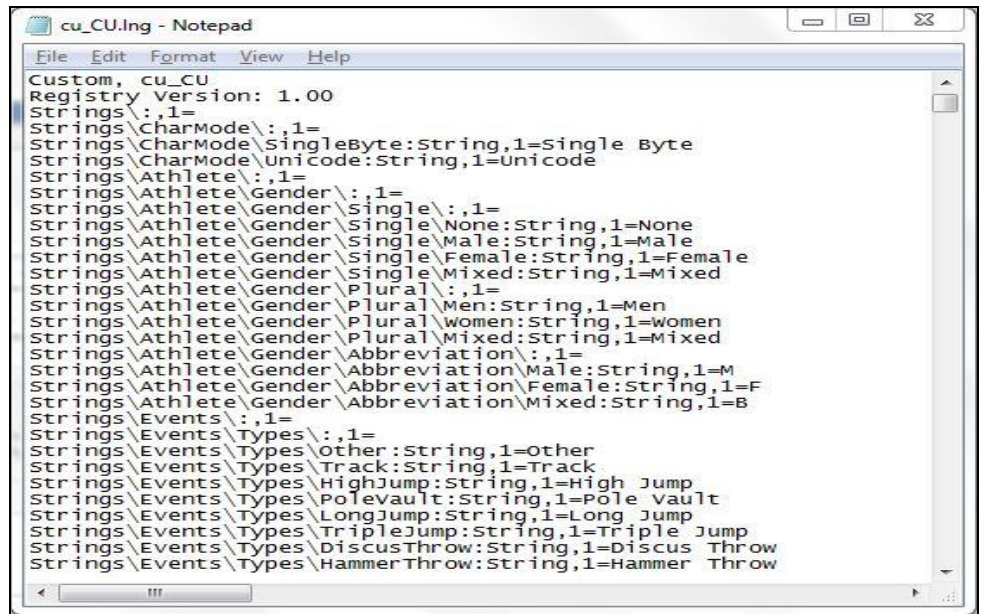 cu_CU.lng - Notepad
File Edit Format View Help
Custom, cu_CU
Registry Version: 1.00
Strings\:,1=
Strings\CharMode\:,1=
Strings\CharMode\SingleByte:String,1=Single Byte
Strings\CharMode\Unicode:String,1=Unicode
Strings\Athlete\:,1=
Strings\Athlete\Gender\:,1=
Strings\Athlete\Gender\Single\:,1=
Strings\Athlete\Gender\Single\None:String,1=None
Strings\Athlete\Gender\Single\Male:String,1=Male
Strings\Athlete\Gender\Single\Female:String,1=Female
Strings\Athlete\Gender\Single\Mixed:String,1=Mixed
Strings\Athlete\Gender\Plural\:,1=
Strings\Athlete\Gender\Plural\Men:String,1=Men
Strings\Athlete\Gender\Plural\Women:String,1=Women
Strings\Athlete\Gender\Plural\Mixed:String,1=Mixed
Strings\Athlete\Gender\Abbreviation\:,1=
Strings\Athlete\Gender\Abbreviation\Male:String,1=M
Strings\Athlete\Gender\Abbreviation\Female:String,1=F
Strings\Athlete\Gender\Abbreviation\Mixed:String,1=B
Strings\Events\:,1=
Strings\Events\Types\:,1=
Strings\Events\Types\Other:String,1=Other
Strings\Events\Types\Track:String,1=Track
Strings\Events\Types\HighJump:String,1=High Jump
Strings\Events\Types\PoleVault:String,1=Pole Vault
Strings\Events\Types\LongJump:String,1=Long Jump
Strings\Events\Types\TripleJump:String,1=Triple Jump
Strings\Events\Types\DiscusThrow:String,1=Discus Throw
Strings\Events\Types\HammerThrow:String,1=Hammer Throw